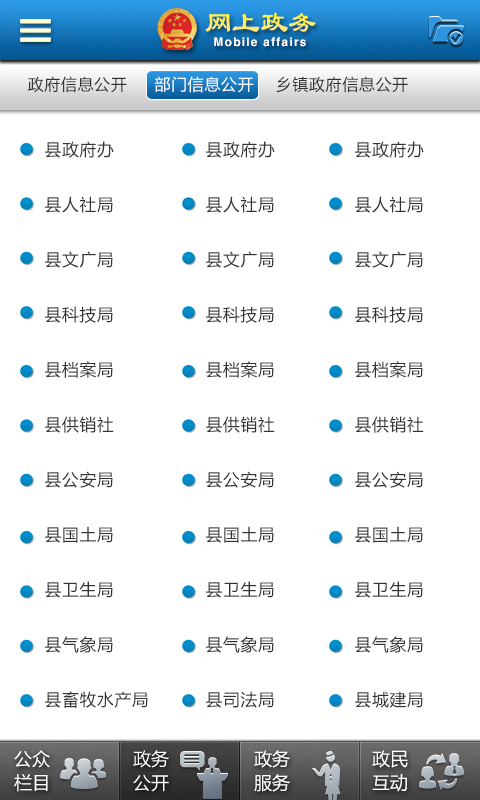 网上政务
Mobile affairs
政府信息公开 部门信息公开 乡镇政府信息公开
县政府办 县政府办 县政府办
县人社局 县人社局 县人社局
县文广局 县文广局 县文广局
县科技局 县科技局 县科技局
县档案局 县档案局 县档案局
县供销社 县供销社 县供销社
县公安局 县公安局 县公安局
县国土局 县国土局 县国土局
县卫生局 县卫生局 县卫生局
县气象局 县气象局 县气象局
县畜牧水产局 县司法局 县城建局
公众 政务 政务 政民
栏目 公开 服务 互动